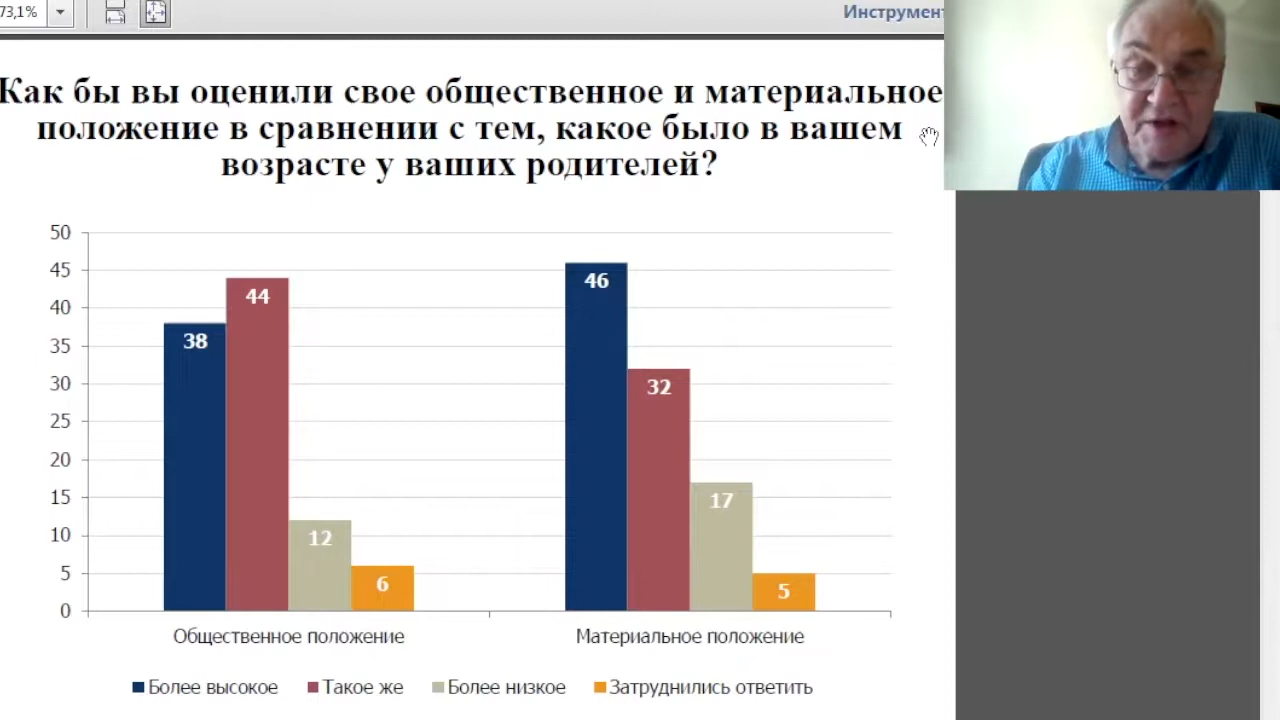 73,1%
Как бы вы оценили свое общественное и материальное
положение в сравнении с тем, какое было в вашем
возрасте у ваших родителей?
50
45
40
35
30
25
20
15
10
5
0
38
44
12
6
46
32
17
5
Общественное положение
Материальное положение
Более высокое
Такое же
Более низкое
Затруднились ответить